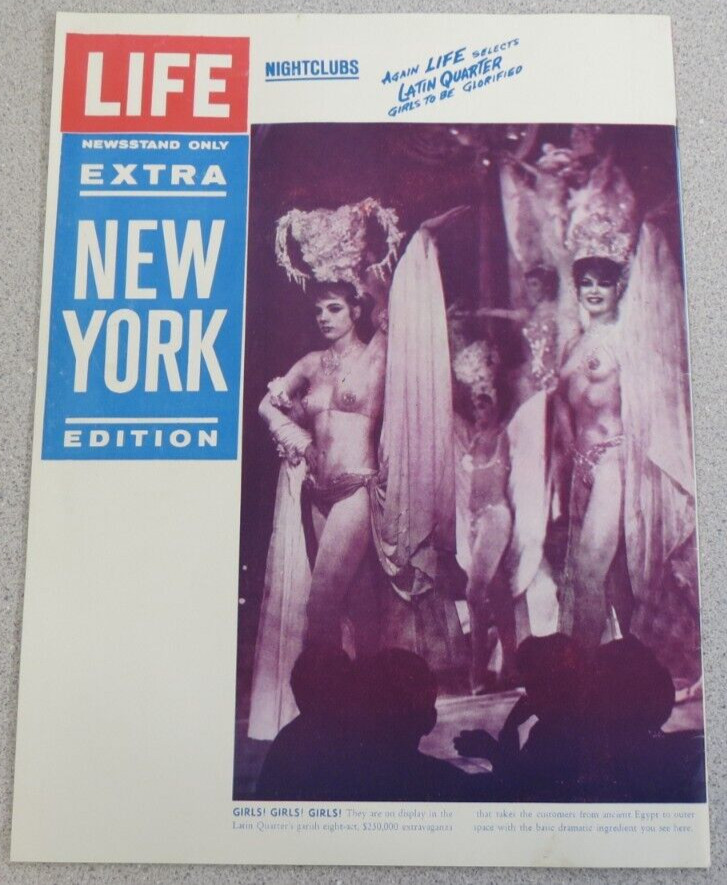 LIFE
NEWSSTAND ONLY
EXTRA
NEW
YORK
EDITION
NIGHTCLUBS
AGAIN LIFE SELECTS
LATIN QUARTER
GIRLS TO BE GLORIFIED
GIRLS! GIRLS! GIRLS! They are on display in the
Latin Quarter's garish eight-act, $250,000 extravaganza
that takes the customers from ancient Egypt to outer
space with the basic dramatic ingredient you see here.